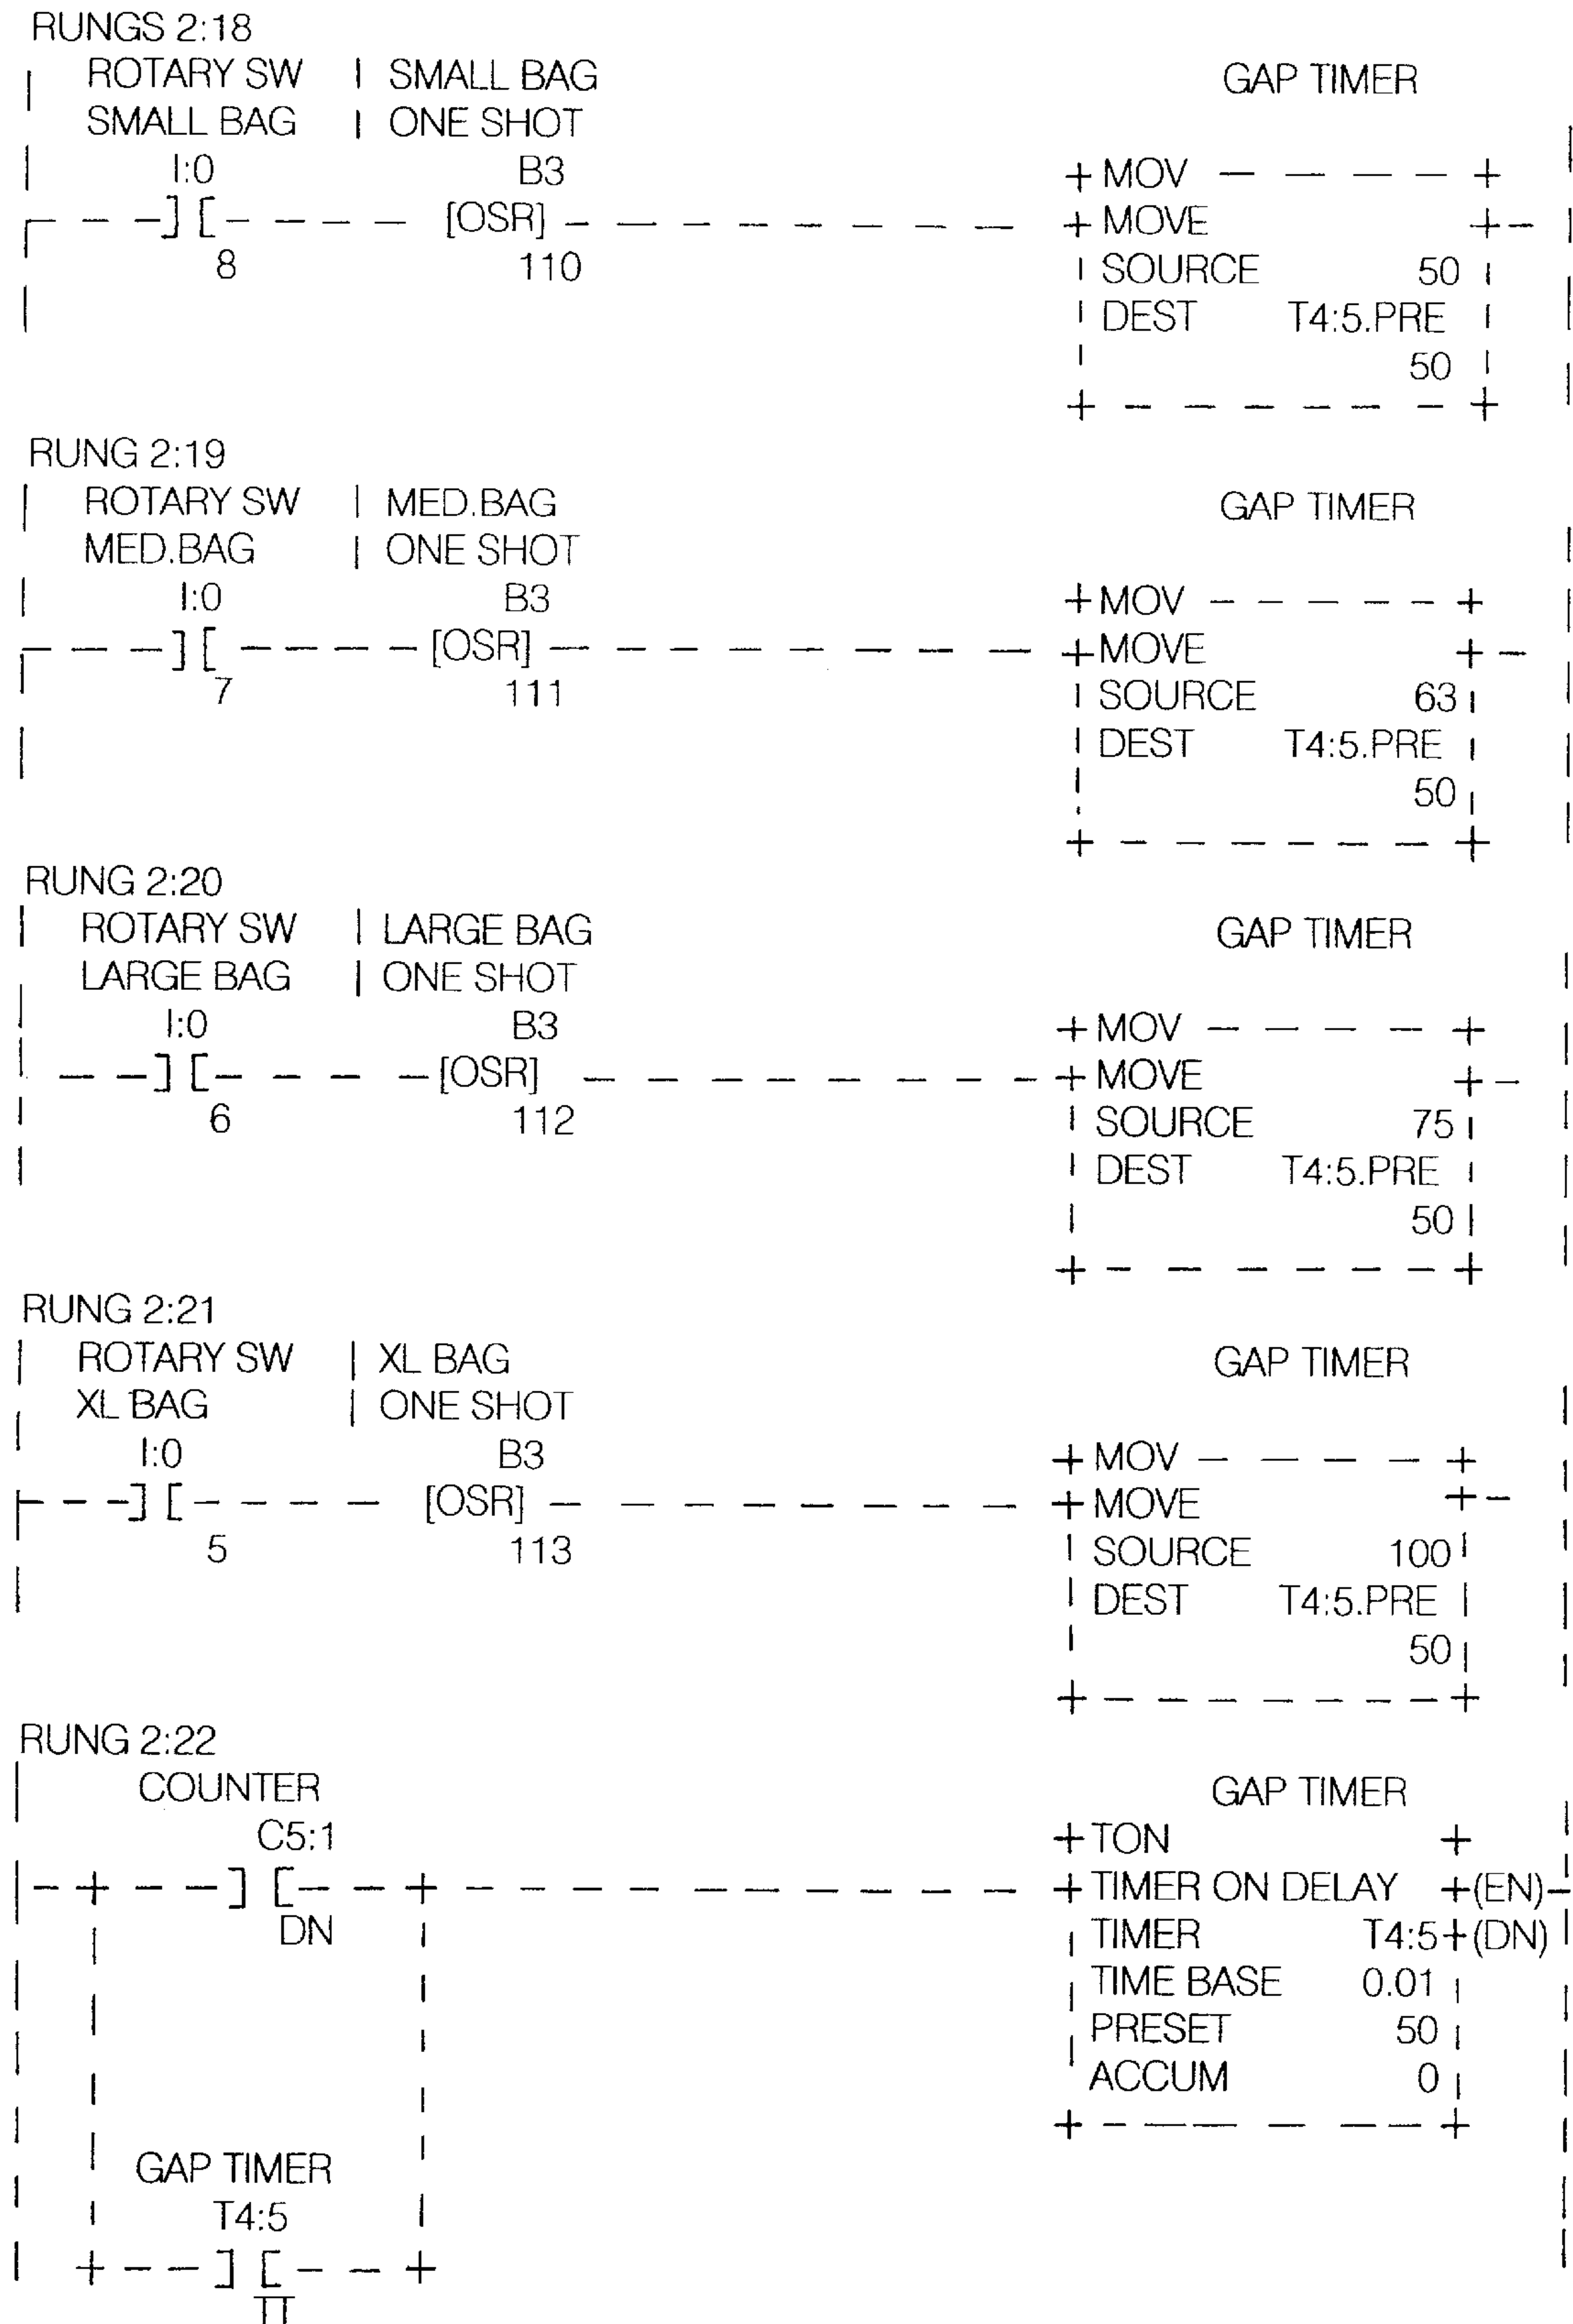 RUNGS 2:18
ROTARY SW | SMALL BAG
GAP TIMER
SMALL BAG | ONE SHOT
I:0 B3
+ MOV - - - - - +
- - - ] [ - - - - - [OSR] - - - - - - - - - + MOVE + -
8 110
| SOURCE 50 |
| DEST T4:5.PRE |
| 50 |
+ - - - - - - - +
RUNG 2:19
ROTARY SW | MED.BAG
GAP TIMER
MED.BAG | ONE SHOT
I:0 B3
+ MOV - - - - - - +
- - - ] [ - - - - - [OSR] - - - - - - - - - + MOVE + -
7 111
| SOURCE 63 |
| DEST T4:5.PRE |
| 50 |
+ - - - - - - - +
RUNG 2:20
ROTARY SW | LARGE BAG
GAP TIMER
LARGE BAG | ONE SHOT
I:0 B3
+ MOV - - - - - +
- - ] [ - - - - [OSR] - - - - - - - - - + MOVE + -
6 112
| SOURCE 75 |
| DEST T4:5.PRE |
| 50 |
+ - - - - - - - +
RUNG 2:21
ROTARY SW | XL BAG
GAP TIMER
XL BAG | ONE SHOT
I:0 B3
+ MOV - - - - - +
- - - ] [ - - - - - [OSR] - - - - - - - - - + MOVE + -
5 113
| SOURCE 100 |
| DEST T4:5.PRE |
| 50 |
+ - - - - - - - - +
RUNG 2:22
COUNTER
GAP TIMER
C5:1
+ TON +
- + - - - ] [ - - - + - - - - - - - - - - - + TIMER ON DELAY + (EN) -
DN
| TIMER T4:5 + (DN) |
| TIME BASE 0.01 |
| PRESET 50 |
| ACCUM 0 |
+ - - - - - - - +
GAP TIMER
T4:5
+ - - - ] [ - - - +
TT